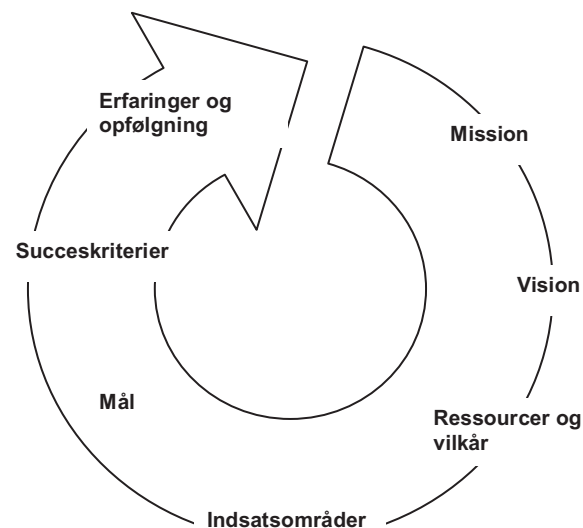 Mission
Vision
Ressourcer og
vilkår
Indsatsområder
Mål
Succeskriterier
Erfaringer og
opfølgning